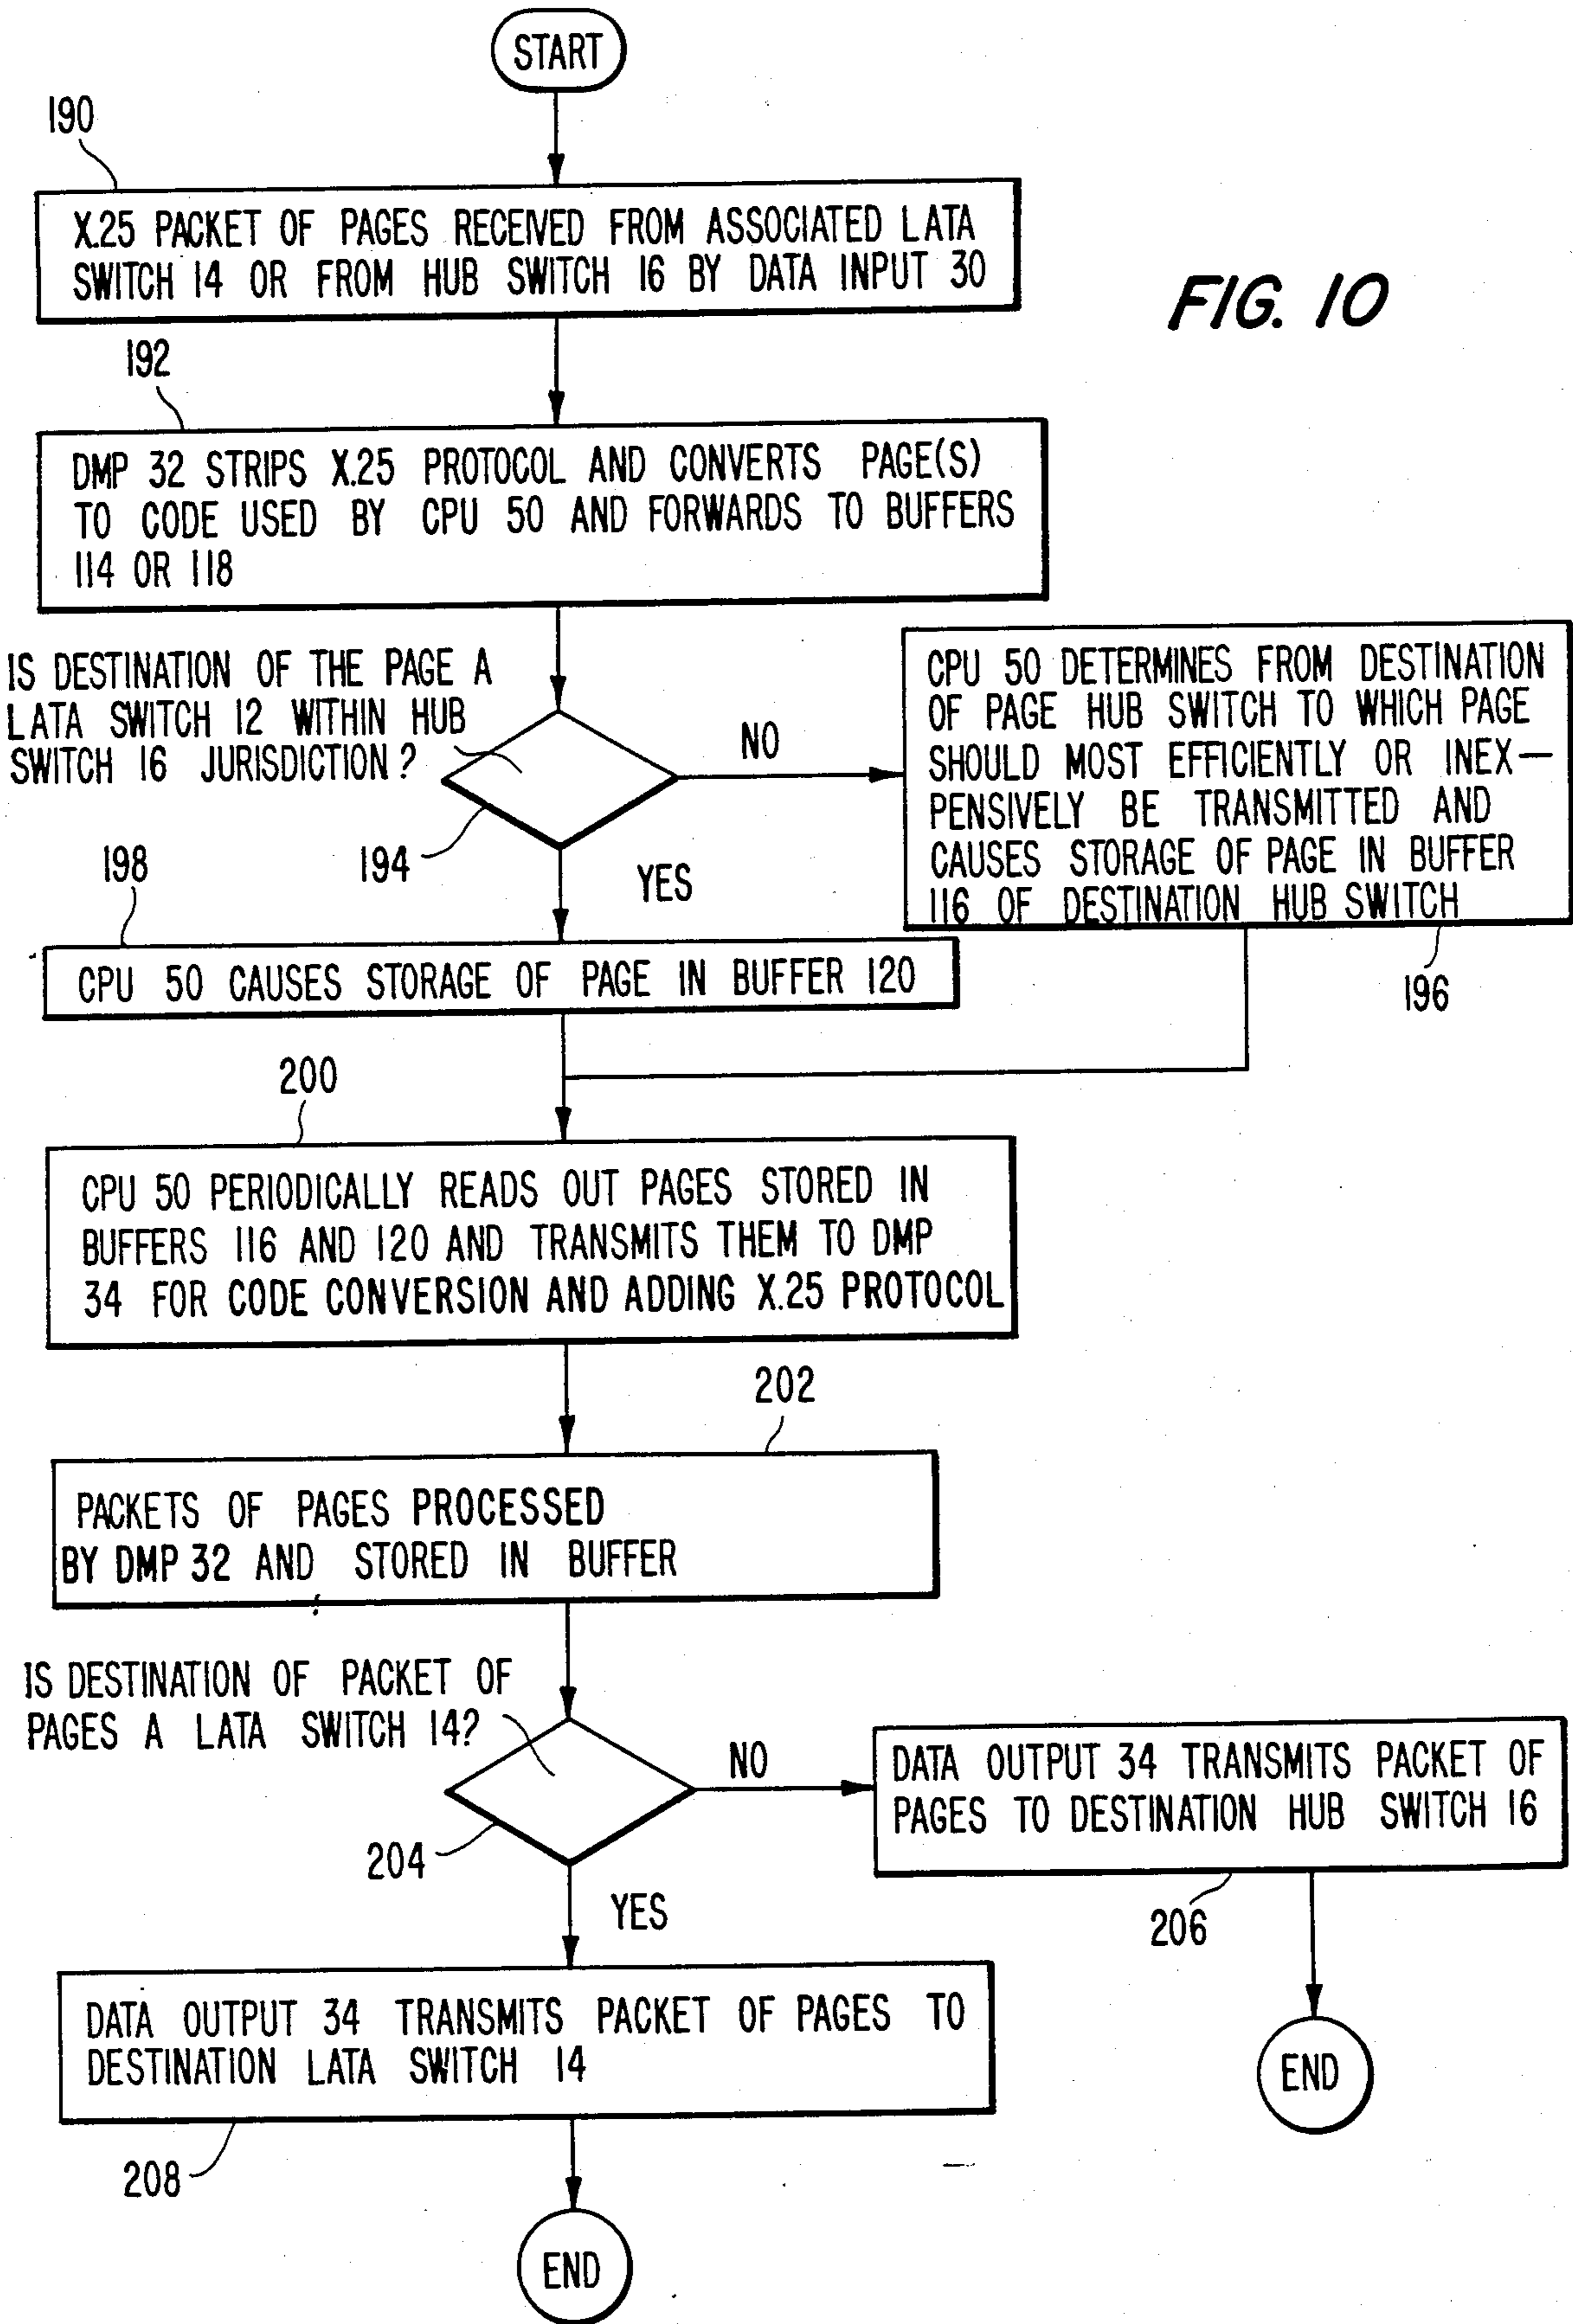 START
190
X.25 PACKET OF PAGES RECEIVED FROM ASSOCIATED LATA
SWITCH 14 OR FROM HUB SWITCH 16 BY DATA INPUT 30
FIG. 10
192
DMP 32 STRIPS X.25 PROTOCOL AND CONVERTS PAGE(S)
TO CODE USED BY CPU 50 AND FORWARDS TO BUFFERS
114 OR 118
IS DESTINATION OF THE PAGE A
LATA SWITCH 12 WITHIN HUB
SWITCH 16 JURISDICTION?
194
NO
YES
CPU 50 DETERMINES FROM DESTINATION
OF PAGE HUB SWITCH TO WHICH PAGE
SHOULD MOST EFFICIENTLY OR INEX—
PENSIVELY BE TRANSMITTED AND
CAUSES STORAGE OF PAGE IN BUFFER
116 OF DESTINATION HUB SWITCH
196
198
CPU 50 CAUSES STORAGE OF PAGE IN BUFFER 120
200
CPU 50 PERIODICALLY READS OUT PAGES STORED IN
BUFFERS 116 AND 120 AND TRANSMITS THEM TO DMP
34 FOR CODE CONVERSION AND ADDING X.25 PROTOCOL
202
PACKETS OF PAGES PROCESSED
BY DMP 32 AND STORED IN BUFFER
IS DESTINATION OF PACKET OF
PAGES A LATA SWITCH 14?
204
NO
YES
DATA OUTPUT 34 TRANSMITS PACKET OF
PAGES TO DESTINATION HUB SWITCH 16
206
END
DATA OUTPUT 34 TRANSMITS PACKET OF PAGES TO
DESTINATION LATA SWITCH 14
208
END